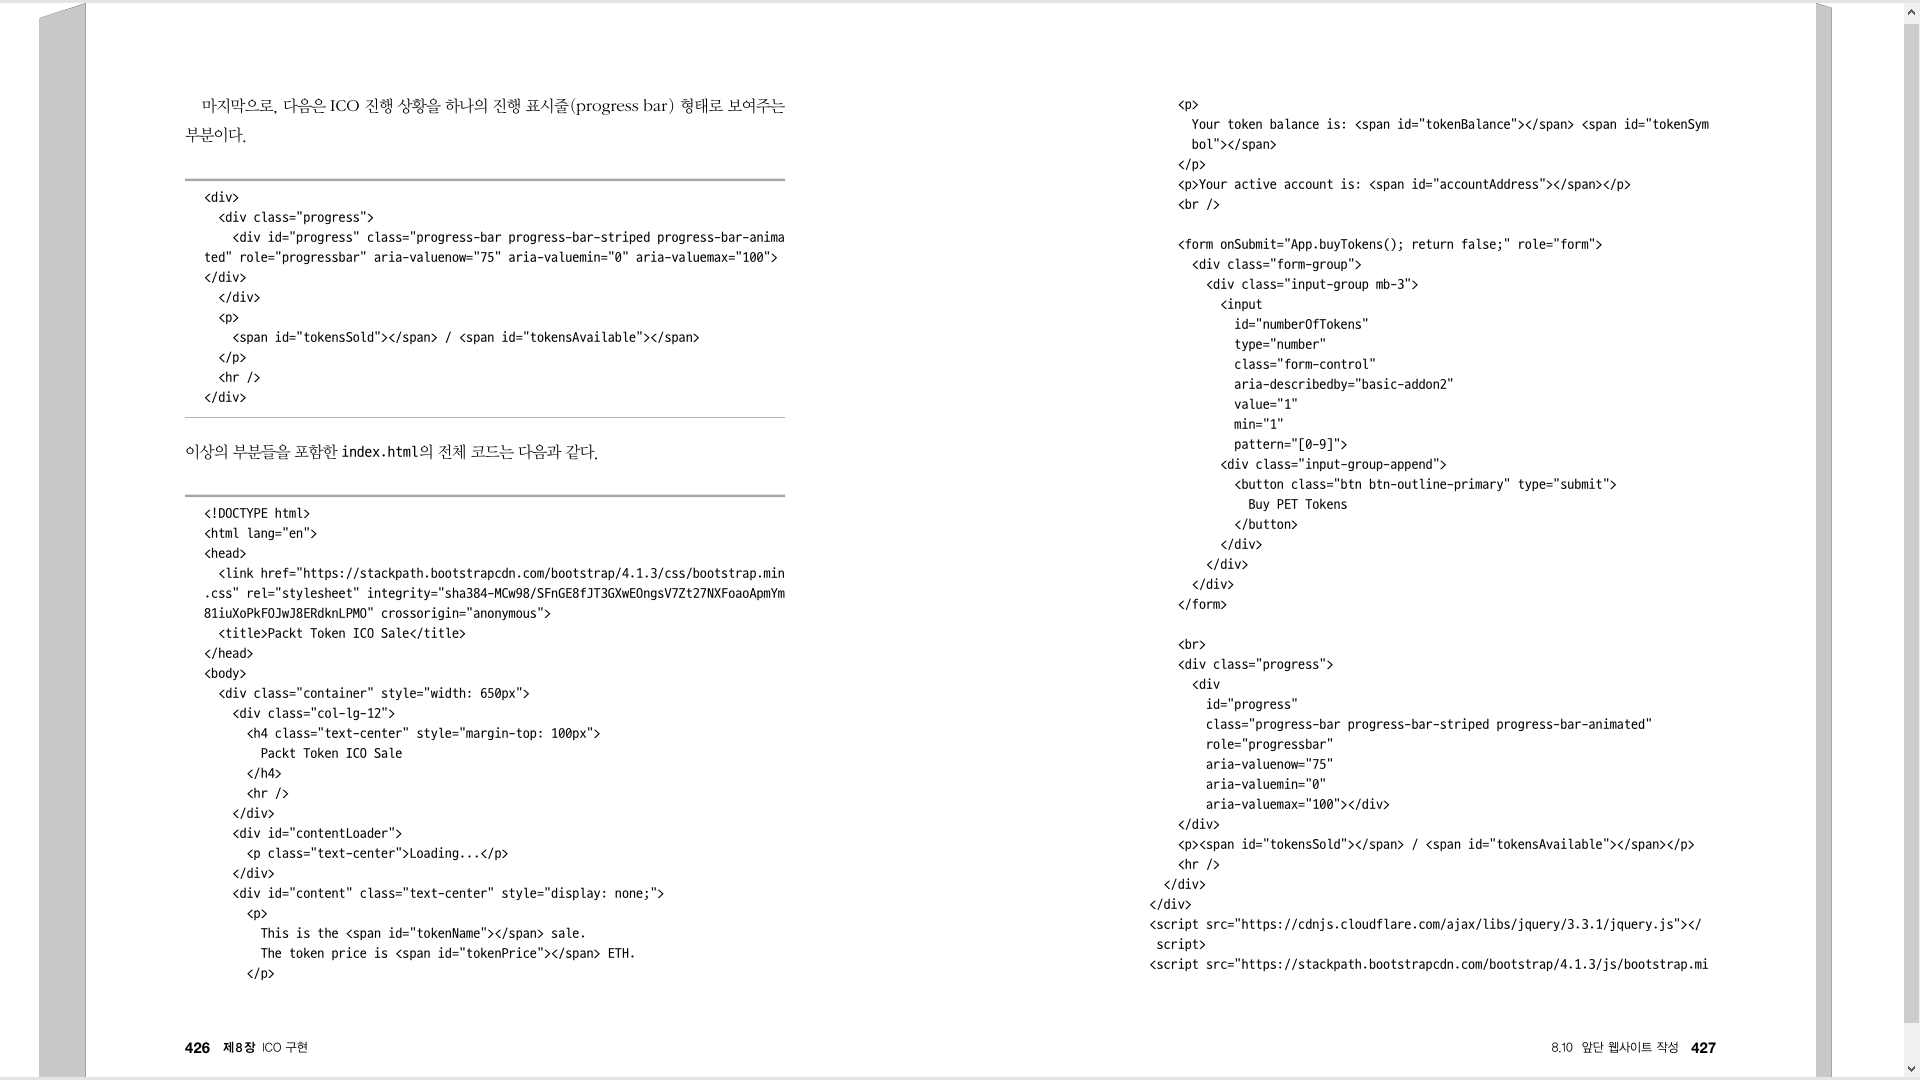 마지막으로, 다음은 ICO 진행 상황을 하나의 진행 표시줄(progress bar) 형태로 보여주는
부분이다.
<div>
  <div class="progress">
    <div id="progress" class="progress-bar progress-bar-striped progress-bar-anima
ted" role="progressbar" aria-valuenow="75" aria-valuemin="0" aria-valuemax="100">
</div>
  </div>
  <p>
    <span id="tokensSold"></span> / <span id="tokensAvailable"></span>
  </p>
  <hr />
</div>
이상의 부분들을 포함한 index.html의 전체 코드는 다음과 같다.
<!DOCTYPE html>
<html lang="en">
<head>
  <link href="https://stackpath.bootstrapcdn.com/bootstrap/4.1.3/css/bootstrap.min
.css" rel="stylesheet" integrity="sha384-MCw98/SFnGE8fJT3GXwEOngsV7Zt27NXFoaoApmYm
81iuXoPkFOJwJ8ERdknLPMO" crossorigin="anonymous">
  <title>Packt Token ICO Sale</title>
</head>
<body>
  <div class="container" style="width: 650px">
    <div class="col-lg-12">
      <h4 class="text-center" style="margin-top: 100px">
        Packt Token ICO Sale
      </h4>
      <hr />
    </div>
    <div id="contentLoader">
      <p class="text-center">Loading...</p>
    </div>
    <div id="content" class="text-center" style="display: none;">
      <p>
        This is the <span id="tokenName"></span> sale.
        The token price is <span id="tokenPrice"></span> ETH.
      </p>
426 제8장 ICO 구현
<p>
  Your token balance is: <span id="tokenBalance"></span> <span id="tokenSym
  bol"></span>
</p>
<p>Your active account is: <span id="accountAddress"></span></p>
<br />
<form onSubmit="App.buyTokens(); return false;" role="form">
  <div class="form-group">
    <div class="input-group mb-3">
      <input
        id="numberOfTokens"
        type="number"
        class="form-control"
        aria-describedby="basic-addon2"
        value="1"
        min="1"
        pattern="[0-9]">
      <div class="input-group-append">
        <button class="btn btn-outline-primary" type="submit">
          Buy PET Tokens
        </button>
      </div>
    </div>
  </div>
</form>
<br>
<div class="progress">
  <div
    id="progress"
    class="progress-bar progress-bar-striped progress-bar-animated"
    role="progressbar"
    aria-valuenow="75"
    aria-valuemin="0"
    aria-valuemax="100"></div>
</div>
<p><span id="tokensSold"></span> / <span id="tokensAvailable"></span></p>
<hr />
</div>
</div>
<script src="https://cdnjs.cloudflare.com/ajax/libs/jquery/3.3.1/jquery.js"></
script>
<script src="https://stackpath.bootstrapcdn.com/bootstrap/4.1.3/js/bootstrap.mi
8.10 앞단 웹사이트 작성 427